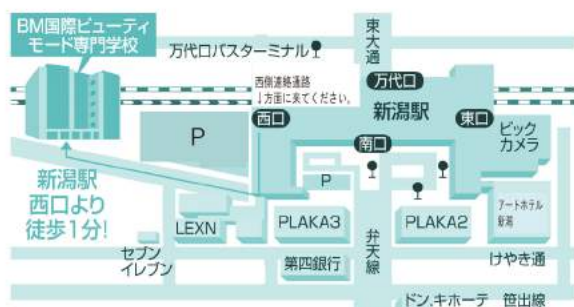 BM国際ビューティ
モード専門学校
万代口バスターミナル
東大通
西側連絡通路
↓方面に来てください。
万代口
新潟駅
西口
東口
南口
ビック
カメラ
P
P
新潟駅
西口より
徒歩1分!
LEXN
PLAKA3
PLAKA2
アートホテル
新潟
セブン
イレブン
第四銀行
弁天線
けやき通
ドン.キホーテ
笹出線